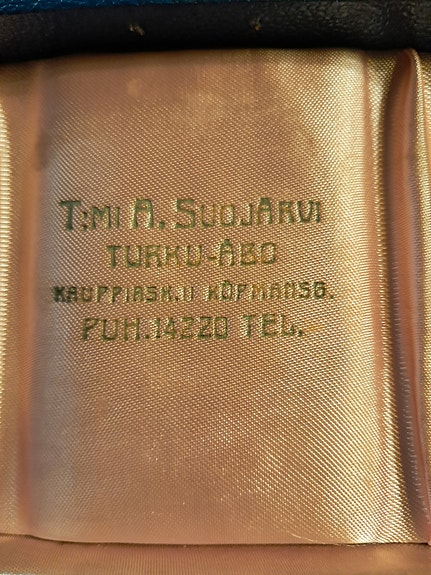 T:MI A. SUOJÄRVI
TURKU-ÅBO
KAUPPIASK.11 KÖPMANSG.
PUH.14220 TEL.